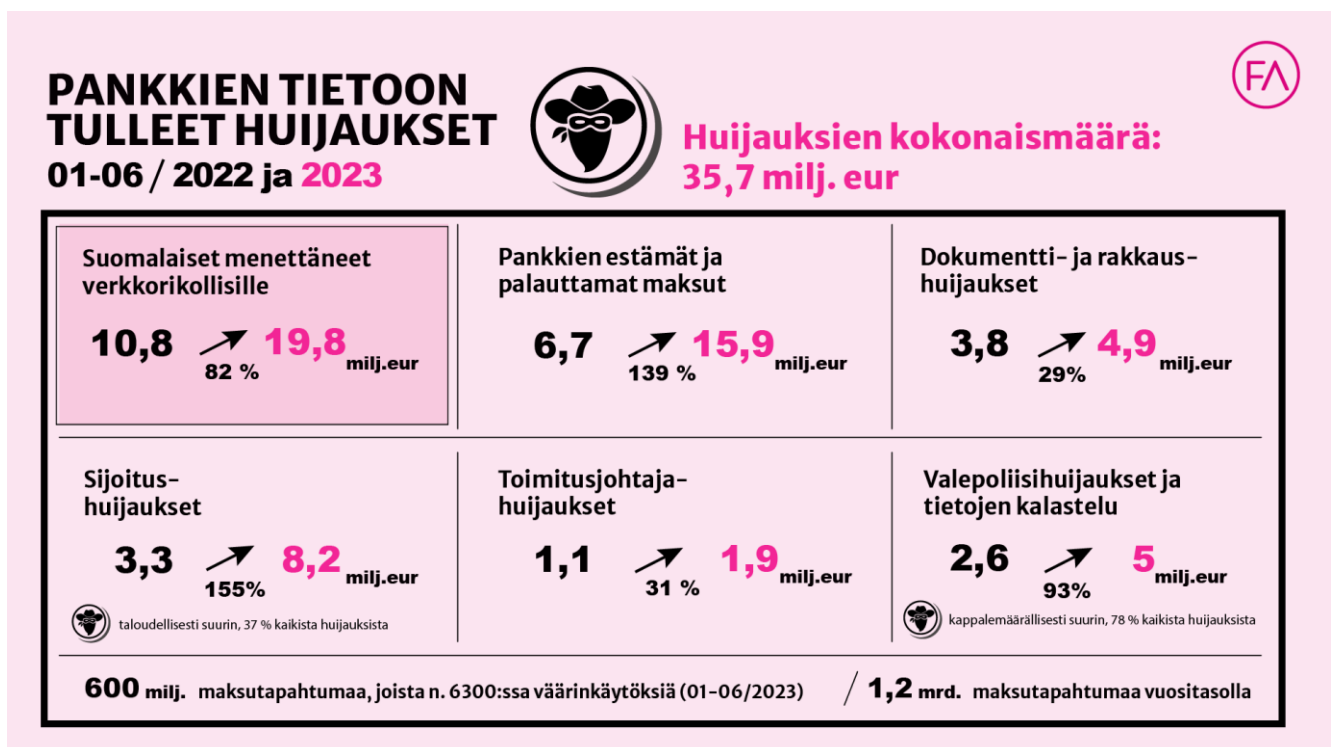 PANKKIEN TIETOON
TULLEET HUIJAUKSET
01-06 / 2022 ja 2023
Huijauksien kokonaismäärä:
35,7 milj. eur
FA
Suomalaiset menettäneet
verkkorikollisille
10,8 19,8 milj.eur
82 %
Pankkien estämät ja
palauttamat maksut
6,7 15,9 milj.eur
139 %
Dokumentti- ja rakkaus-
huijaukset
3,8 4,9 milj.eur
29%
Sijoitus-
huijaukset
3,3 8,2 milj.eur
155%
taloudellisesti suurin, 37 % kaikista huijauksista
Toimitusjohtaja-
huijaukset
1,1 1,9 milj.eur
31 %
Valepoliisihuijaukset ja
tietojen kalastelu
2,6 5 milj.eur
93%
kappalemäärällisesti suurin, 78 % kaikista huijauksista
600 milj. maksutapahtumaa, joista n. 6300:ssa väärinkäytöksiä (01-06/2023) / 1,2 mrd. maksutapahtumaa vuositasolla